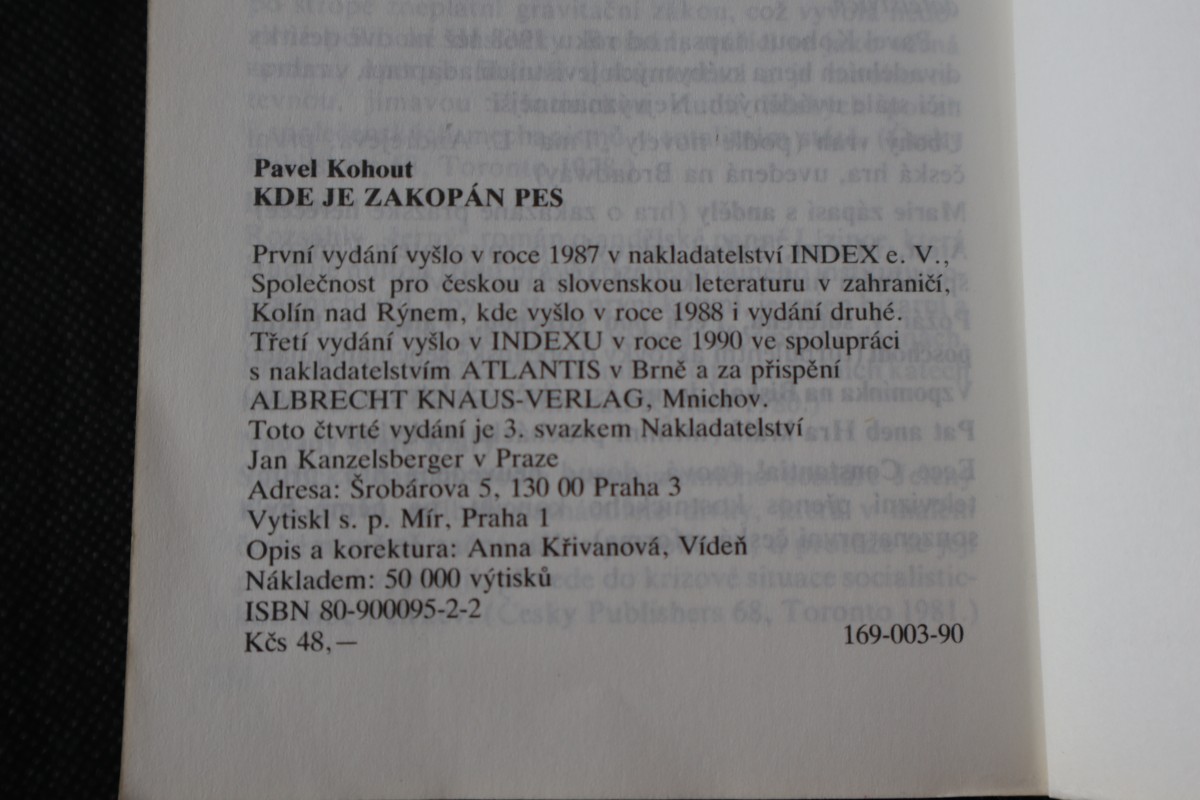 Pavel Kohout
KDE JE ZAKOPÁN PES
První vydání vyšlo v roce 1987 v nakladatelství INDEX e. V.,
Společnost pro českou a slovenskou leteraturu v zahraničí,
Kolín nad Rýnem, kde vyšlo v roce 1988 i vydání druhé.
Třetí vydání vyšlo v INDEXU v roce 1990 ve spolupráci
s nakladatelstvím ATLANTIS v Brně a za přispění
ALBRECHT KNAUS-VERLAG, Mnichov.
Toto čtvrté vydání je 3. svazkem Nakladatelství
Jan Kanzelsberger v Praze
Adresa: Šrobárova 5, 130 00 Praha 3
Vytiskl s. p. Mír, Praha 1
Opis a korektura: Anna Křivanová, Vídeň
Nákladem: 50 000 výtisků
ISBN 80-900095-2-2
Kčs 48,—
169-003-90